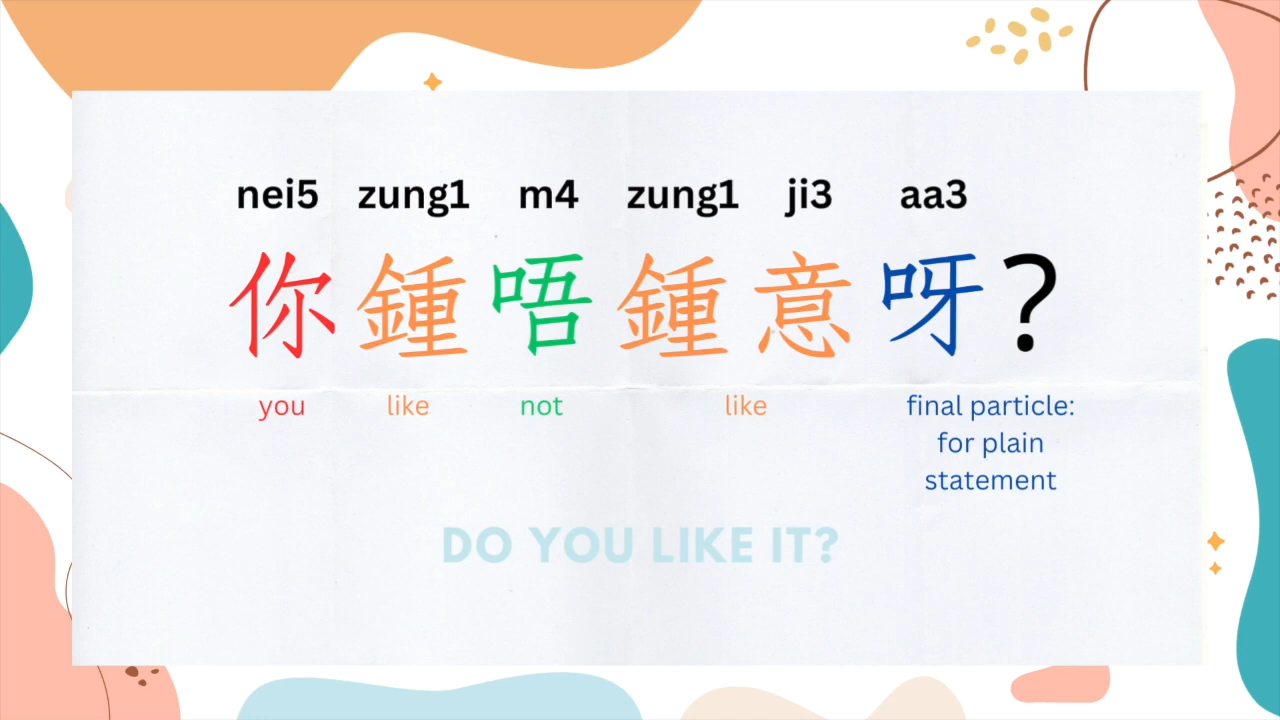 nei5 zung1 m4 zung1 ji3 aa3
你鍾唔鍾意呀?
you like not like final particle:
for plain
statement
DO YOU LIKE IT?